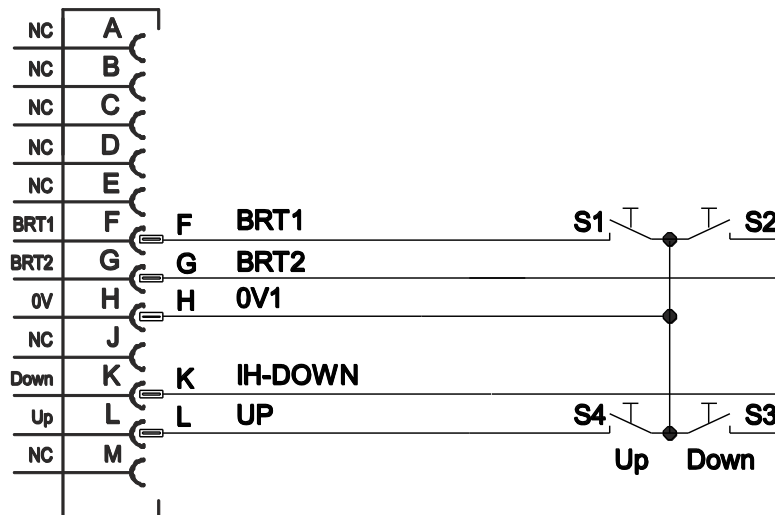 NC A
NC B
NC C
NC D
NC E
BRT1 F F BRT1 S1 S2
BRT2 G G BRT2
0V H H 0V1
NC J
Down K K IH-DOWN
Up L L UP S4 S3
NC M Up Down